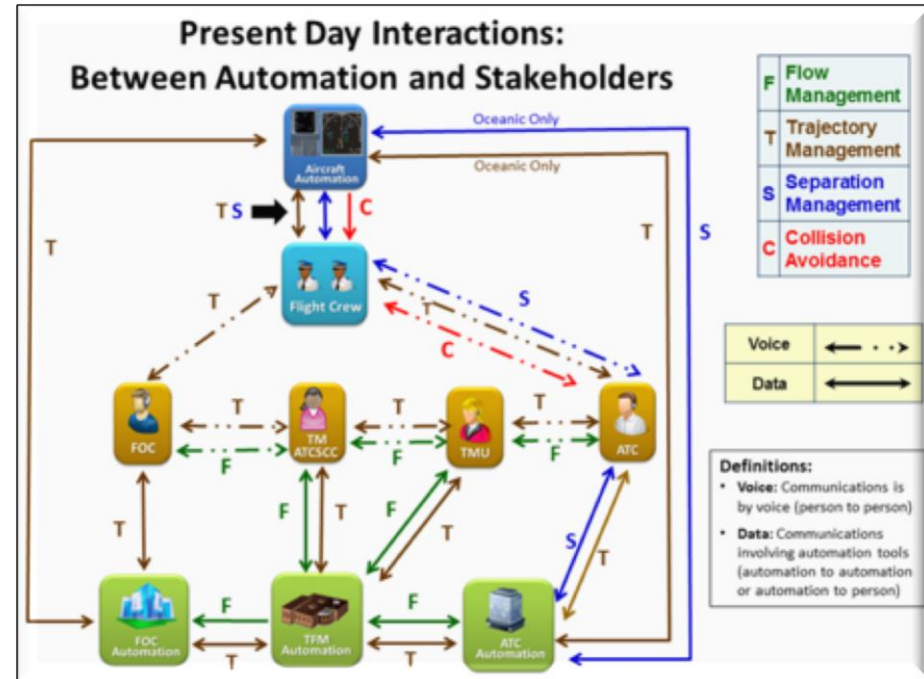 Present Day Interactions:
Between Automation and Stakeholders
F Flow
Management
T Trajectory
Management
S Separation
Management
C Collision
Avoidance
Oceanic Only
Oceanic Only
Aircraft
Automation
T S
C
T
T
S
Flight Crew
T
S
T
C
Voice
Data
FOC
T
F
TM
ATCSCC
T
F
TMU
T
F
ATC
Definitions:
• Voice: Communications is
by voice (person to person)
• Data: Communications
involving automation tools
(automation to automation
or automation to person)
T
F
T
F
T
S
T
FOC
Automation
F
T
TFM
Automation
F
T
ATC
Automation